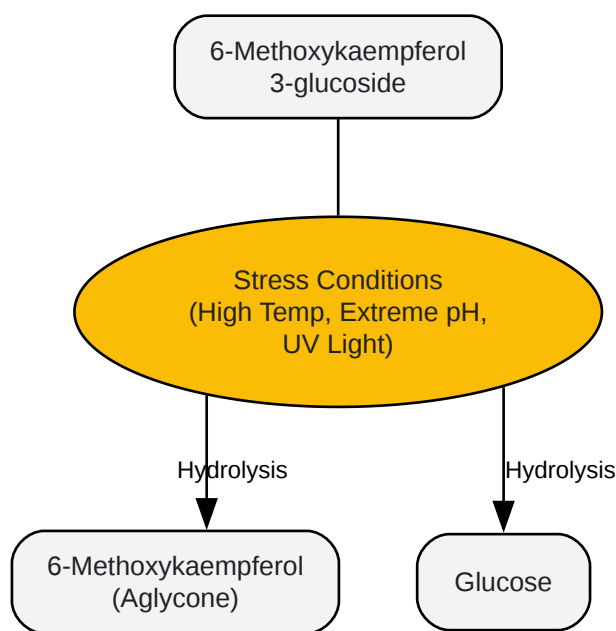 6-Methoxykaempferol
3-glucoside
Stress Conditions
(High Temp, Extreme pH,
UV Light)
Hydrolysis
Hydrolysis
6-Methoxykaempferol
(Aglycone)
Glucose